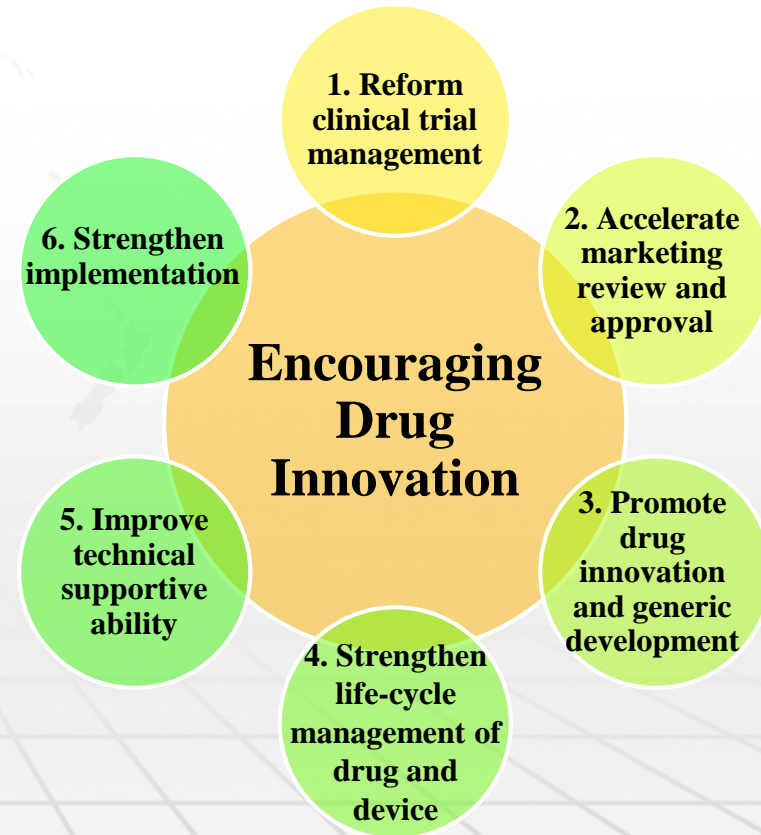 1. Reform
clinical trial
management
2. Accelerate
marketing
review and
approval
3. Promote
drug
innovation
and generic
development
4. Strengthen
life-cycle
management of
drug and
device
5. Improve
technical
supportive
ability
6. Strengthen
implementation
Encouraging
Drug
Innovation